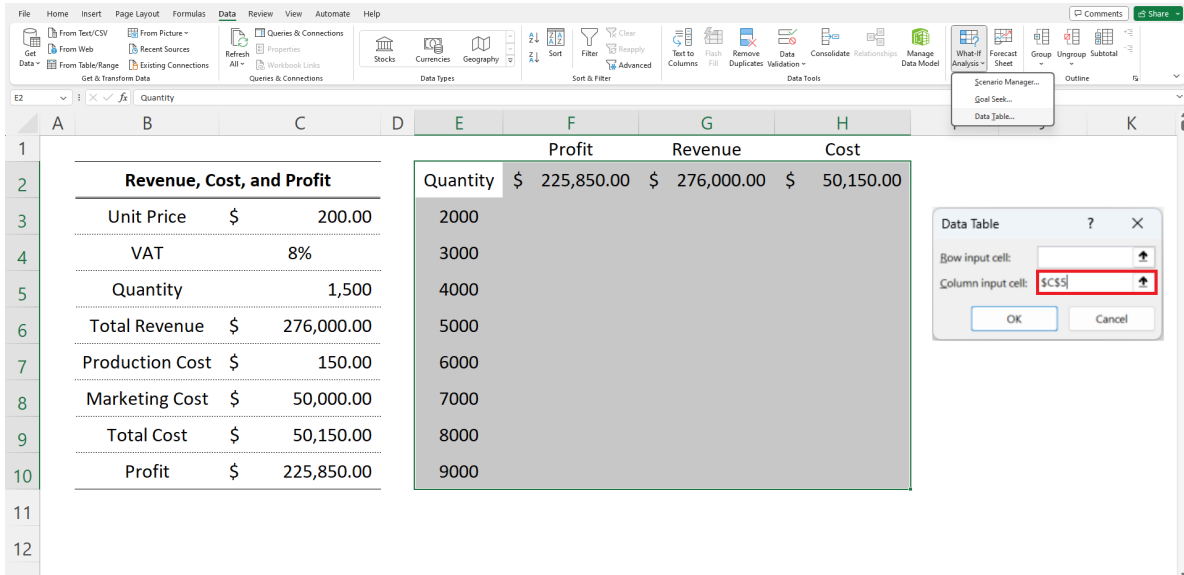 File Home Insert Page Layout Formulas Data Review View Automate Help Comments Share
Get Data From Text/CSV From Picture Refresh All Queries & Connections Stocks Currencies Geography Sort Filter Clear Text to Columns Flash Fill Remove Duplicates Data Validation Consolidate Relationships Manage Data Model What-If Analysis Forecast Sheet Group Ungroup Subtotal
From Web Recent Sources Properties Reapply
From Table/Range Existing Connections Workbook Links Advanced
Get & Transform Data Queries & Connections Data Types Sort & Filter Data Tools Outline
Scenario Manager...
Goal Seek...
Data Table...
E2 fx Quantity
A B C D E F G H K
1 Profit Revenue Cost
2 Revenue, Cost, and Profit Quantity $ 225,850.00 $ 276,000.00 $ 50,150.00
3 Unit Price $ 200.00 2000
4 VAT 8% 3000
5 Quantity 1,500 4000
6 Total Revenue $ 276,000.00 5000
7 Production Cost $ 150.00 6000
8 Marketing Cost $ 50,000.00 7000
9 Total Cost $ 50,150.00 8000
10 Profit $ 225,850.00 9000
11
12
Data Table ?
Row input cell:
Column input cell: $C$5
OK Cancel